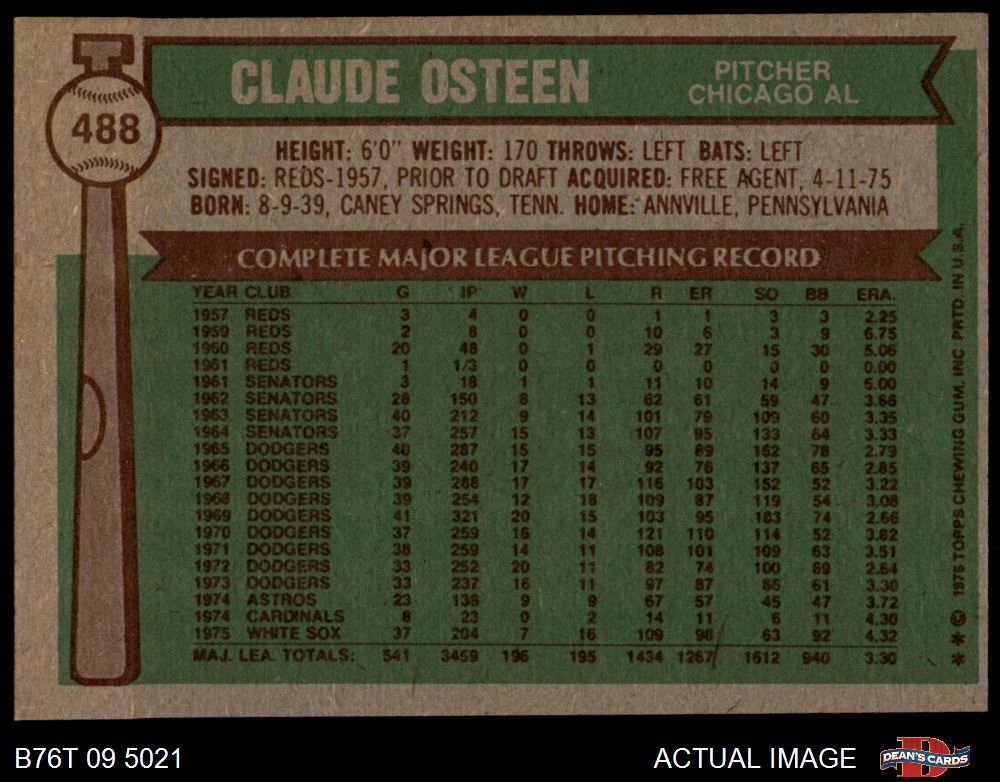 488
CLAUDE OSTEEN
PITCHER
CHICAGO AL
HEIGHT: 6'0" WEIGHT: 170 THROWS: LEFT BATS: LEFT
SIGNED: REDS-1957, PRIOR TO DRAFT ACQUIRED: FREE AGENT, 4-11-75
BORN: 8-9-39, CANEY SPRINGS, TENN. HOME: ANNVILLE, PENNSYLVANIA
COMPLETE MAJOR LEAGUE PITCHING RECORD
YEAR CLUB G IP W L R ER SO BB ERA.
1957 REDS 3 4 0 0 1 1 3 3 2.25
1959 REDS 2 8 0 0 10 6 3 9 6.75
1960 REDS 20 48 0 1 29 27 15 30 5.06
1961 REDS 1 1/3 0 0 0 0 0 0 0.00
1961 SENATORS 3 18 1 1 11 10 14 9 5.00
1962 SENATORS 28 150 8 13 62 61 59 47 3.66
1963 SENATORS 40 212 9 14 101 79 109 60 3.35
1964 SENATORS 37 257 15 13 107 95 133 64 3.33
1965 DODGERS 40 287 15 15 95 89 162 78 2.79
1966 DODGERS 39 240 17 14 92 76 137 65 2.85
1967 DODGERS 39 288 17 17 116 103 152 52 3.22
1968 DODGERS 39 254 12 18 109 87 119 54 3.08
1969 DODGERS 41 321 20 15 103 95 183 74 2.66
1970 DODGERS 37 259 16 14 121 110 114 52 3.82
1971 DODGERS 38 259 14 11 108 101 109 63 3.51
1972 DODGERS 33 252 20 11 82 74 100 69 2.64
1973 DODGERS 33 237 16 11 97 87 86 61 3.30
1974 ASTROS 23 138 9 9 67 57 45 47 3.72
1974 CARDINALS 8 23 0 2 14 11 6 11 4.30
1975 WHITE SOX 37 204 7 16 109 98 63 92 4.32
MAJ. LEA. TOTALS: 541 3459 196 195 1434 1267 1612 940 3.30
* * © 1976 TOPPS CHEWING GUM, INC PRTD. IN U.S.A.
B76T 09 5021
ACTUAL IMAGE
DEAN'S CARDS